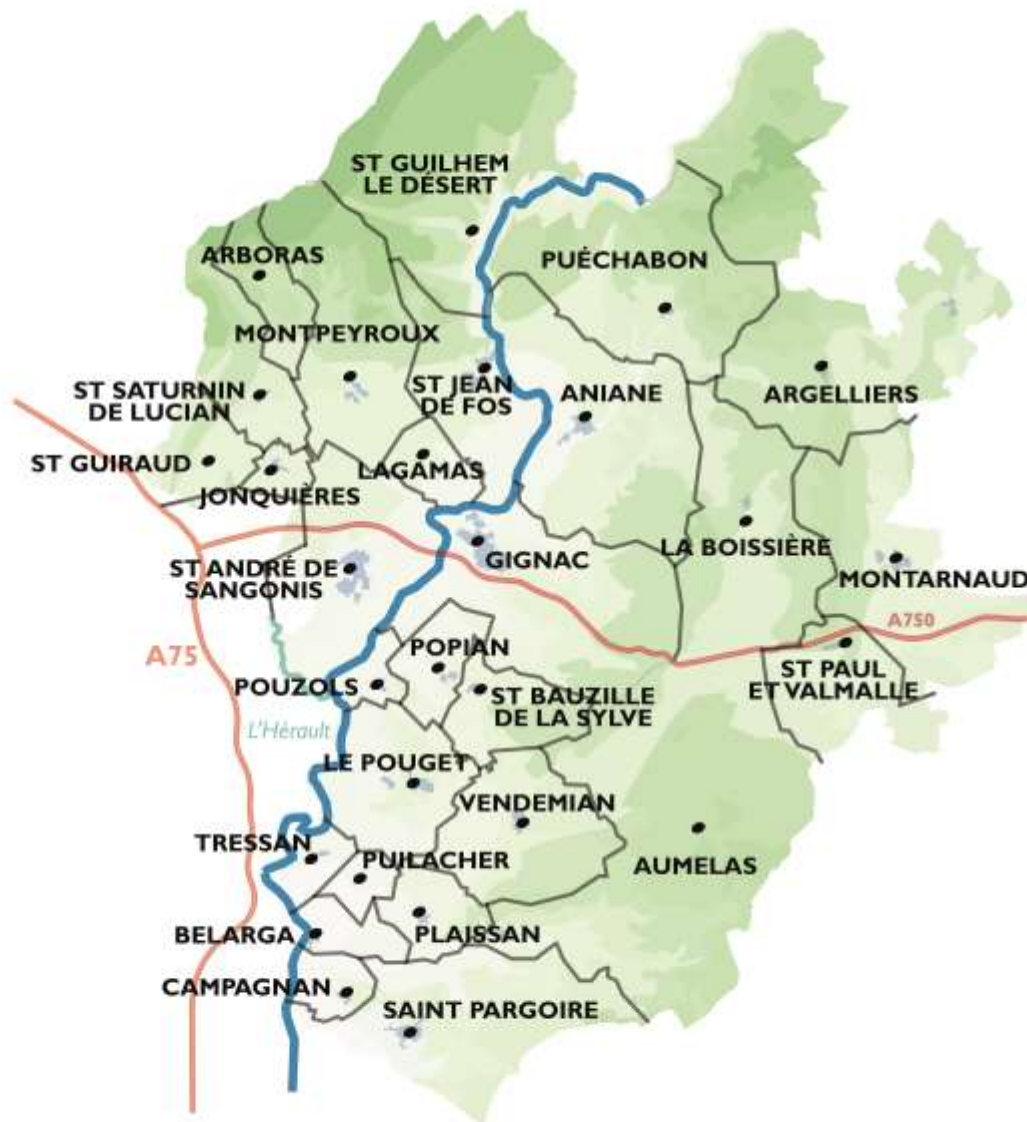 ST GUILHEM
LE DÉSERT
ARBORAS
PUÉCHABON
MONTPEYROUX
ST JEAN
DE FOS
ANIANE
ARGELLIERS
ST SATURNIN
DE LUCIAN
ST GUIRAUD
JONQUIÈRES
LAGAMAS
GIGNAC
LA BOISSIÈRE
MONTARNAUD
ST ANDRÉ DE
SANGONIS
A750
A75
POPIAN
POUZOLS
ST BAUZILLE
DE LA SYLVE
ST PAUL
ET VALMALLE
L'Hérault
LE POUGET
VENDEMIAN
TRESSAN
PUILACHER
AUMELAS
BELARGA
PLAISSAN
CAMPAGNAN
SAINT PARGOIRE